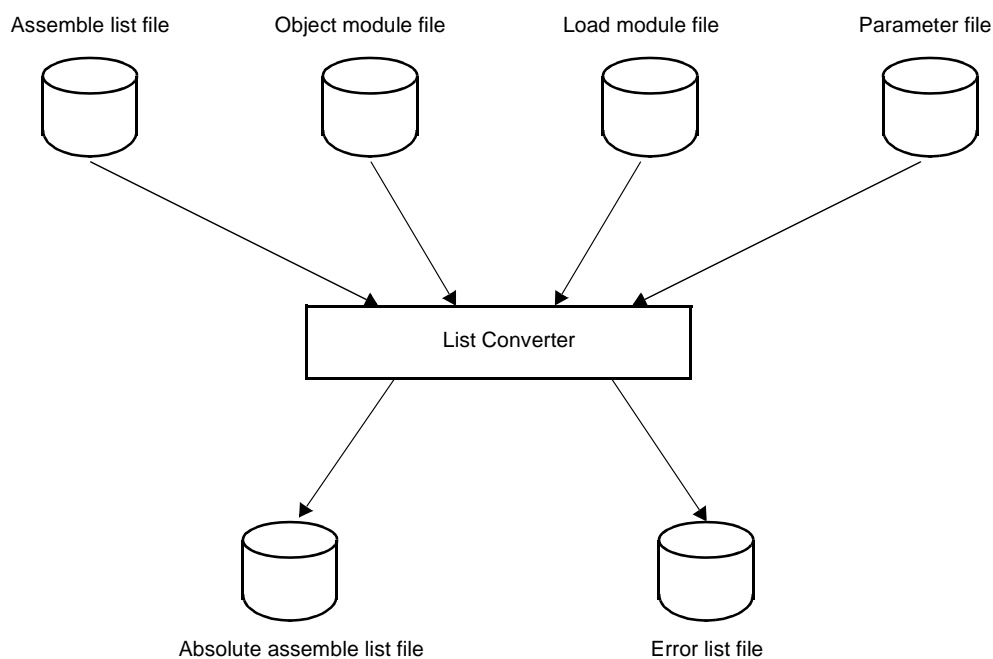 Assemble list file
Object module file
Load module file
Parameter file
List Converter
Absolute assemble list file
Error list file